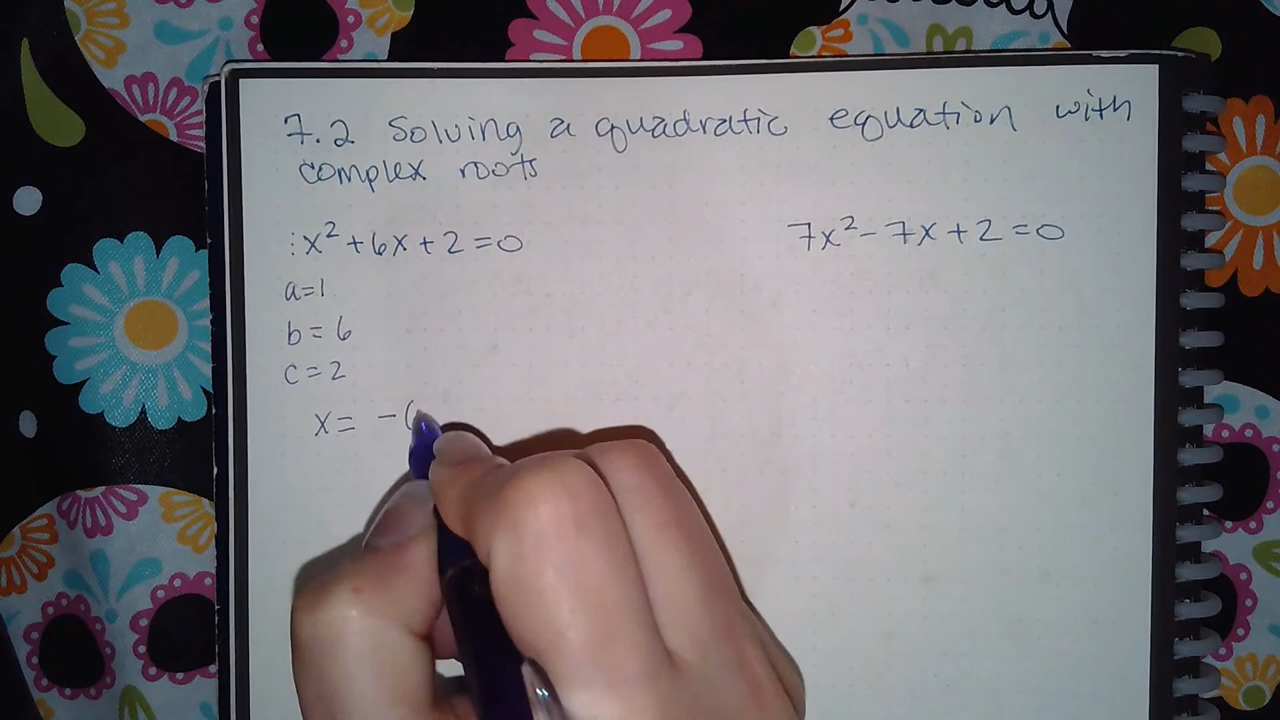 7.2 Solving a quadratic equation with
complex roots
:x²+6x+2=0
7x²-7x+2=0
a=1
b=6
c=2
x= -(